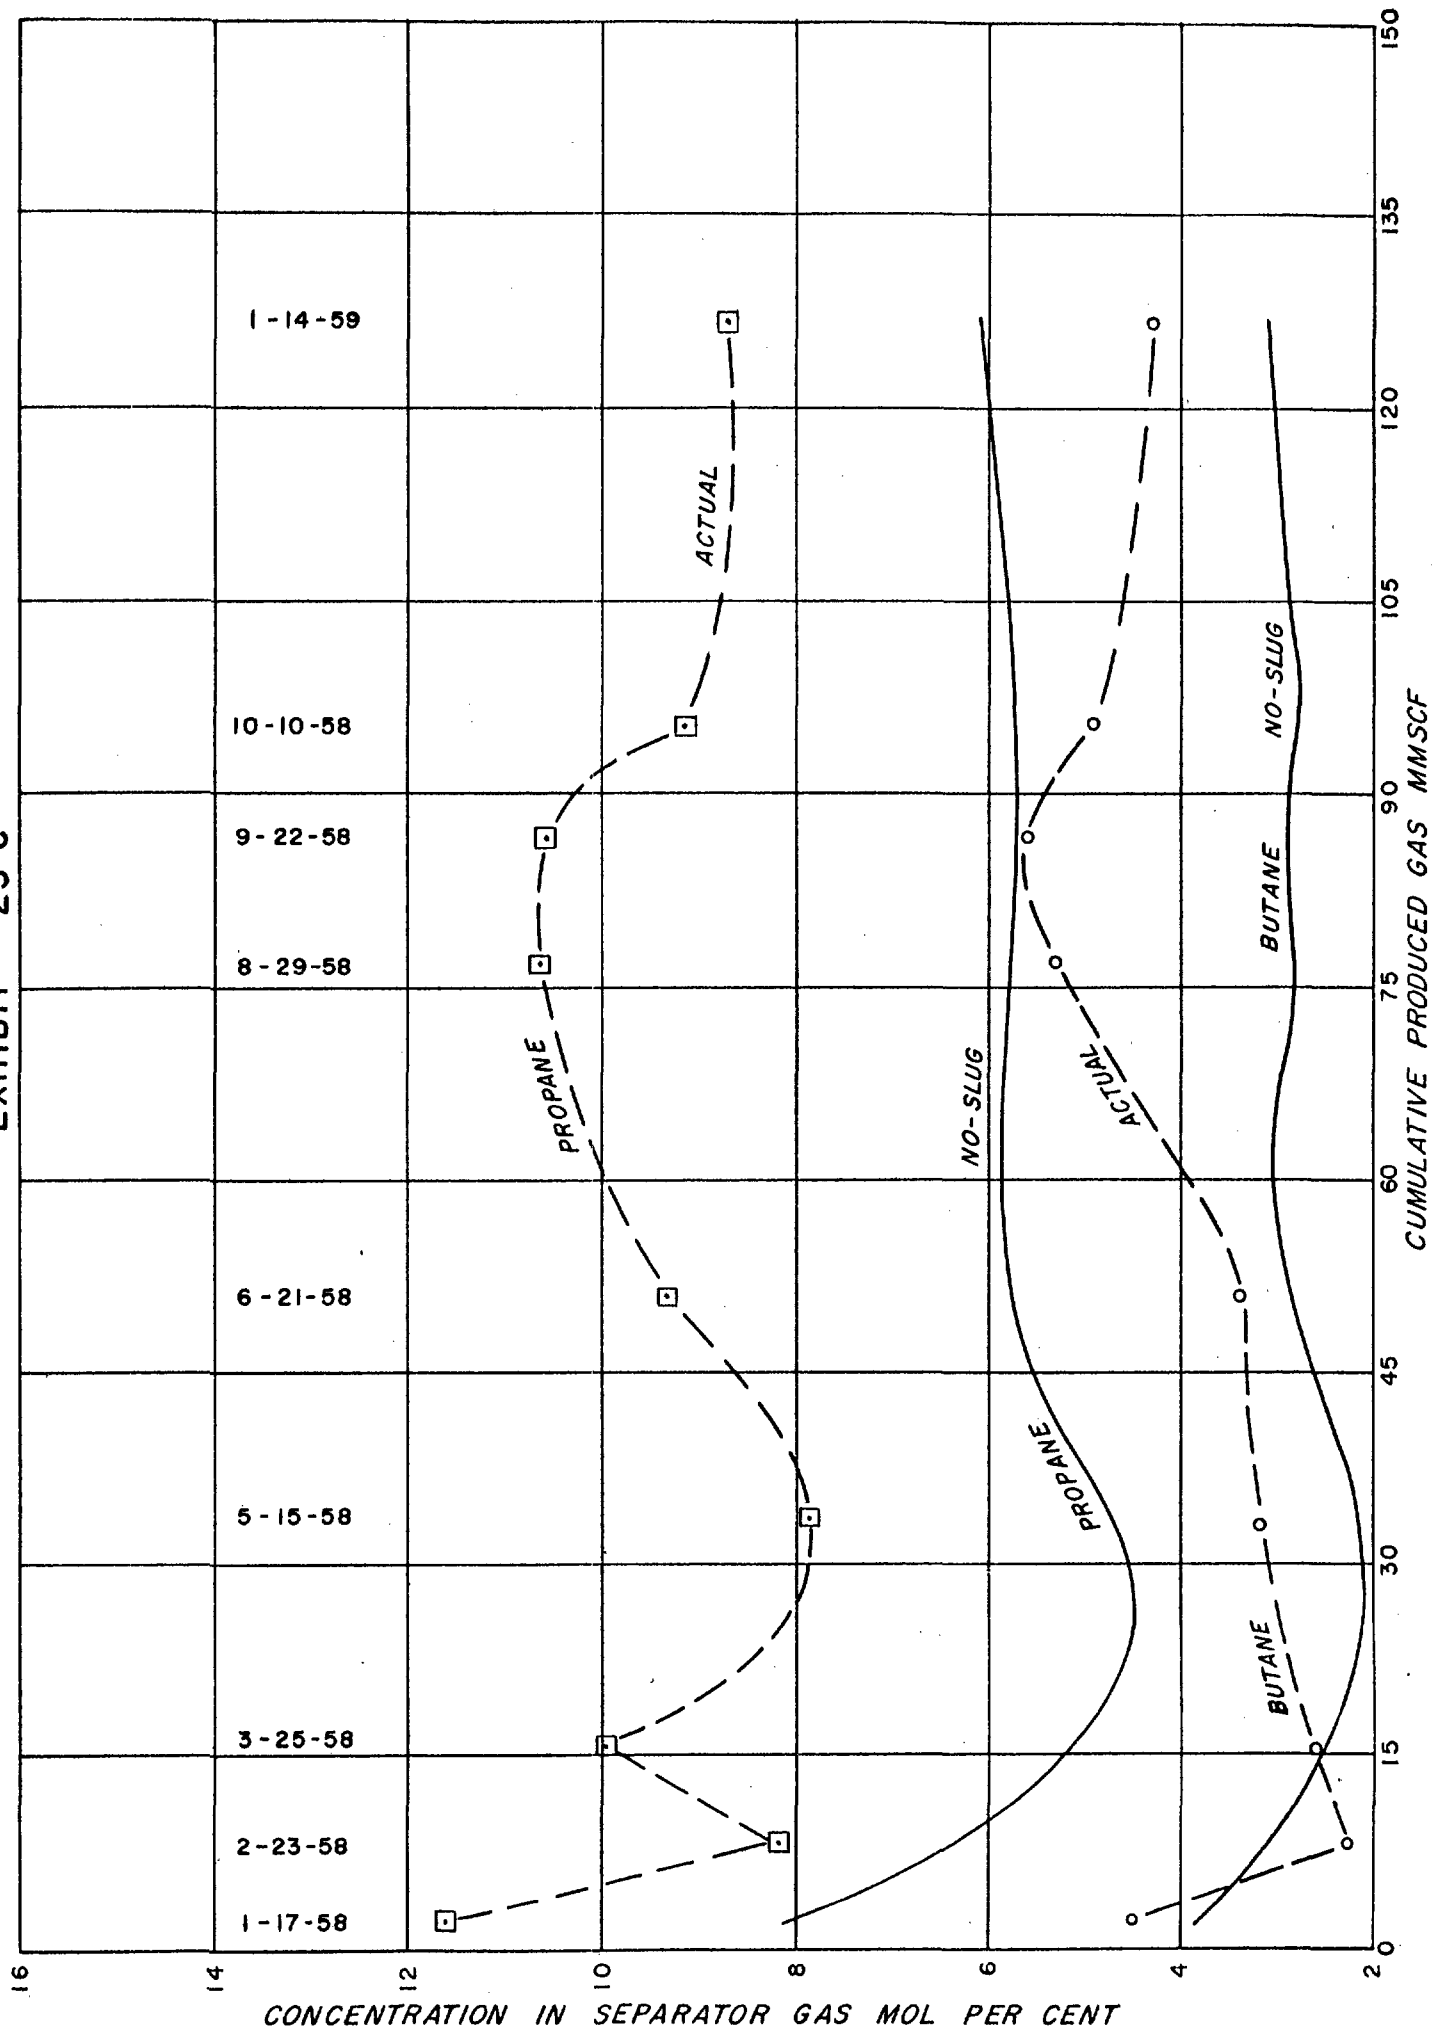 16
14
12
10
8
6
4
2
CONCENTRATION IN SEPARATOR GAS MOL PER CENT
1-17-58
2-23-58
3-25-58
5-15-58
6-21-58
8-29-58
9-22-58
10-10-58
1-14-59
PROPANE
ACTUAL
PROPANE
NO-SLUG
BUTANE
ACTUAL
BUTANE
NO-SLUG
0
15
30
45
60
75
90
105
120
135
150
CUMULATIVE PRODUCED GAS MMSCF